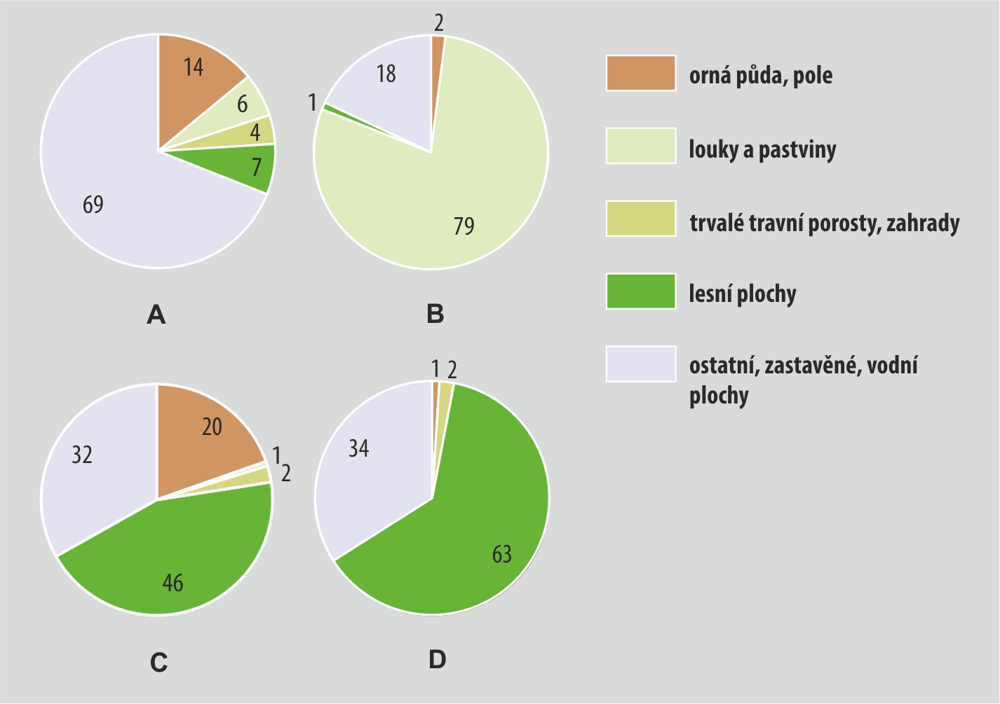 14
6
4
7
69
A
2
18
1
79
B
20
1
2
32
46
C
1 2
34
63
D
orná půda, pole
louky a pastviny
trvalé travní porosty, zahrady
lesní plochy
ostatní, zastavěné, vodní
plochy